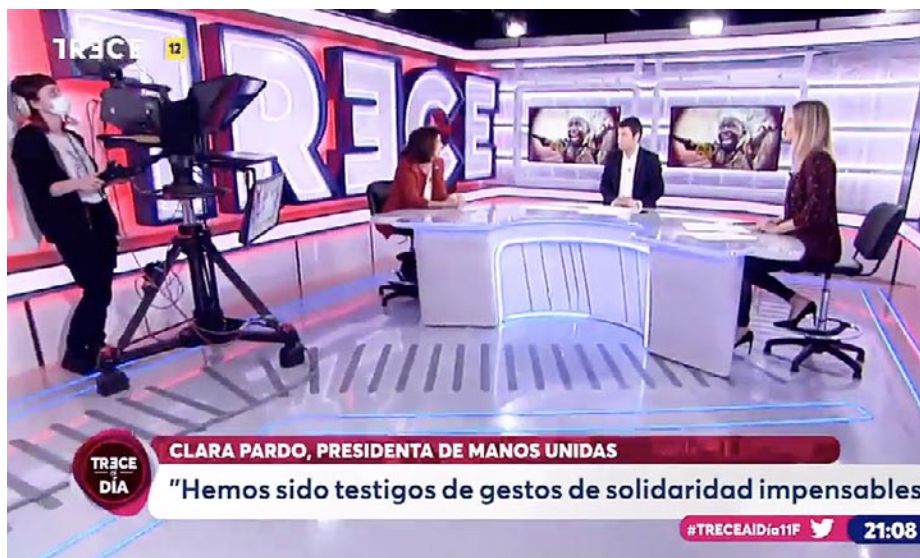 TRECE 12
TRECE
TRECE
al
DÍA
CLARA PARDO, PRESIDENTA DE MANOS UNIDAS
"Hemos sido testigos de gestos de solidaridad impensables
#TRECEAlDía11F
21:08